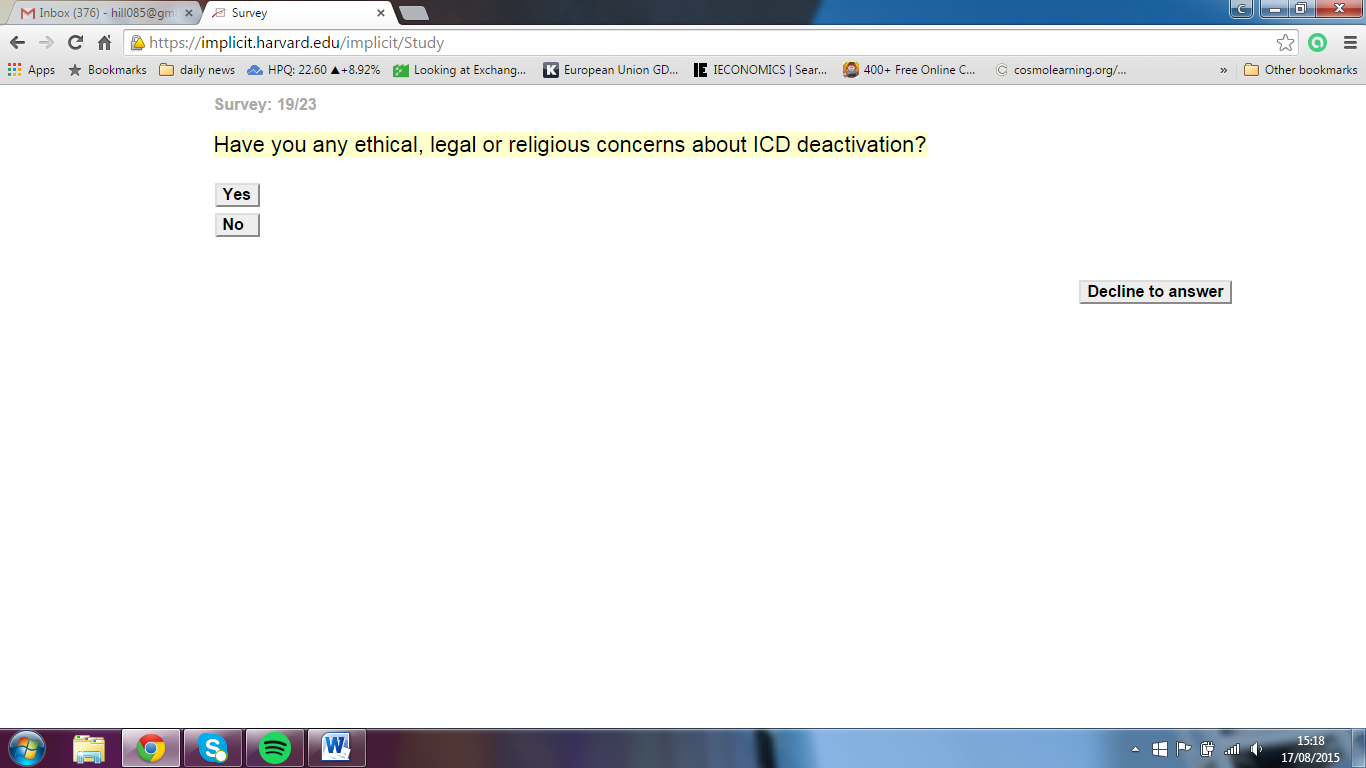 Inbox (376) - hill085@gm
Survey
C
https://implicit.harvard.edu/implicit/Study
Apps Bookmarks daily news HPQ: 22.60 ▲+8.92% Looking at Exchang... K European Union GD... IE IECONOMICS | Sear... 400+ Free Online C... cosmolearning.org/... » Other bookmarks
Survey: 19/23
Have you any ethical, legal or religious concerns about ICD deactivation?
Yes
No
Decline to answer
15:18
17/08/2015